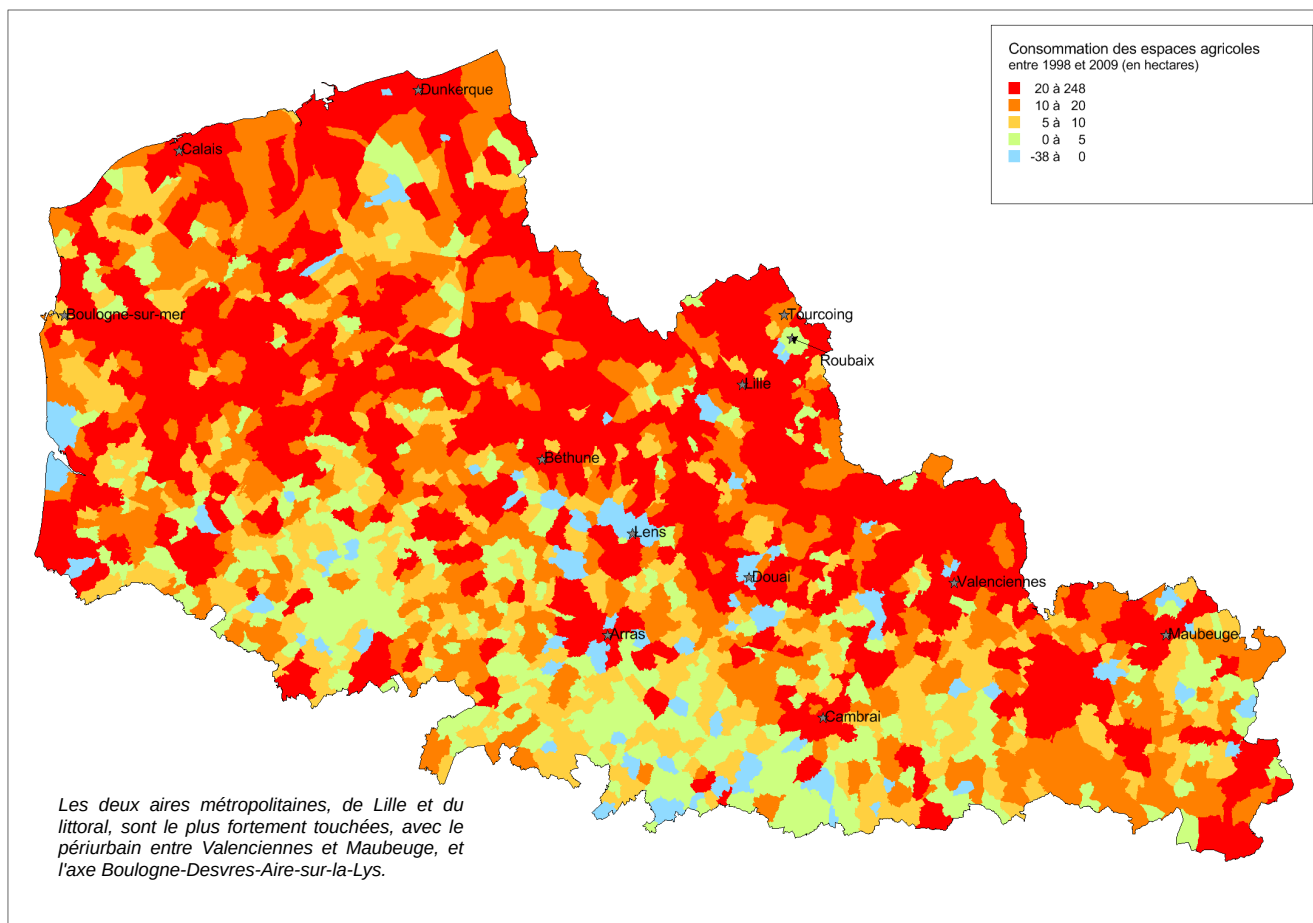 Consommation des espaces agricoles
entre 1998 et 2009 (en hectares)
20 à 248
10 à 20
5 à 10
0 à 5
-38 à 0
Dunkerque
Calais
Boulogne-sur-mer
Tourcoing
Roubaix
Lille
Béthune
Lens
Douai
Valenciennes
Arras
Maubeuge
Cambrai
Les deux aires métropolitaines, de Lille et du
littoral, sont le plus fortement touchées, avec le
périurbain entre Valenciennes et Maubeuge, et
l'axe Boulogne-Desvres-Aire-sur-la-Lys.